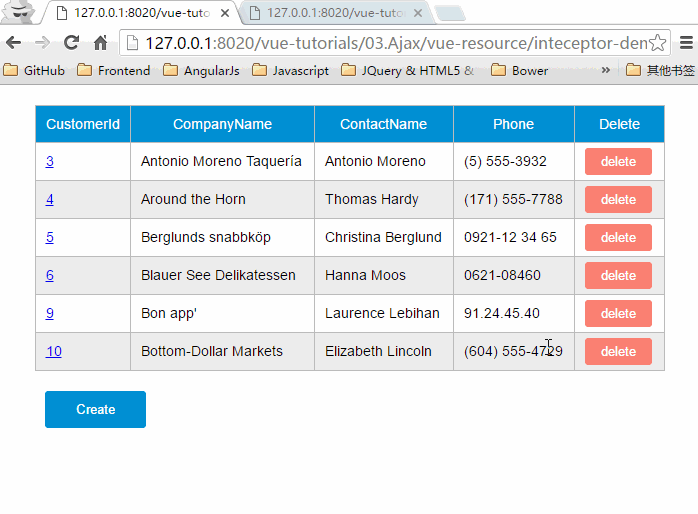 127.0.0.1:8020/vue-tuto
127.0.0.1:8020/vue-tuto
127.0.0.1:8020/vue-tutorials/03.Ajax/vue-resource/inteceptor-den
GitHub Frontend AngularJs Javascript JQuery & HTML5 & Bower » 其他书签
CustomerId CompanyName ContactName Phone Delete
3 Antonio Moreno Taquería Antonio Moreno (5) 555-3932 delete
4 Around the Horn Thomas Hardy (171) 555-7788 delete
5 Berglunds snabbköp Christina Berglund 0921-12 34 65 delete
6 Blauer See Delikatessen Hanna Moos 0621-08460 delete
9 Bon app' Laurence Lebihan 91.24.45.40 delete
10 Bottom-Dollar Markets Elizabeth Lincoln (604) 555-4729 delete
Create